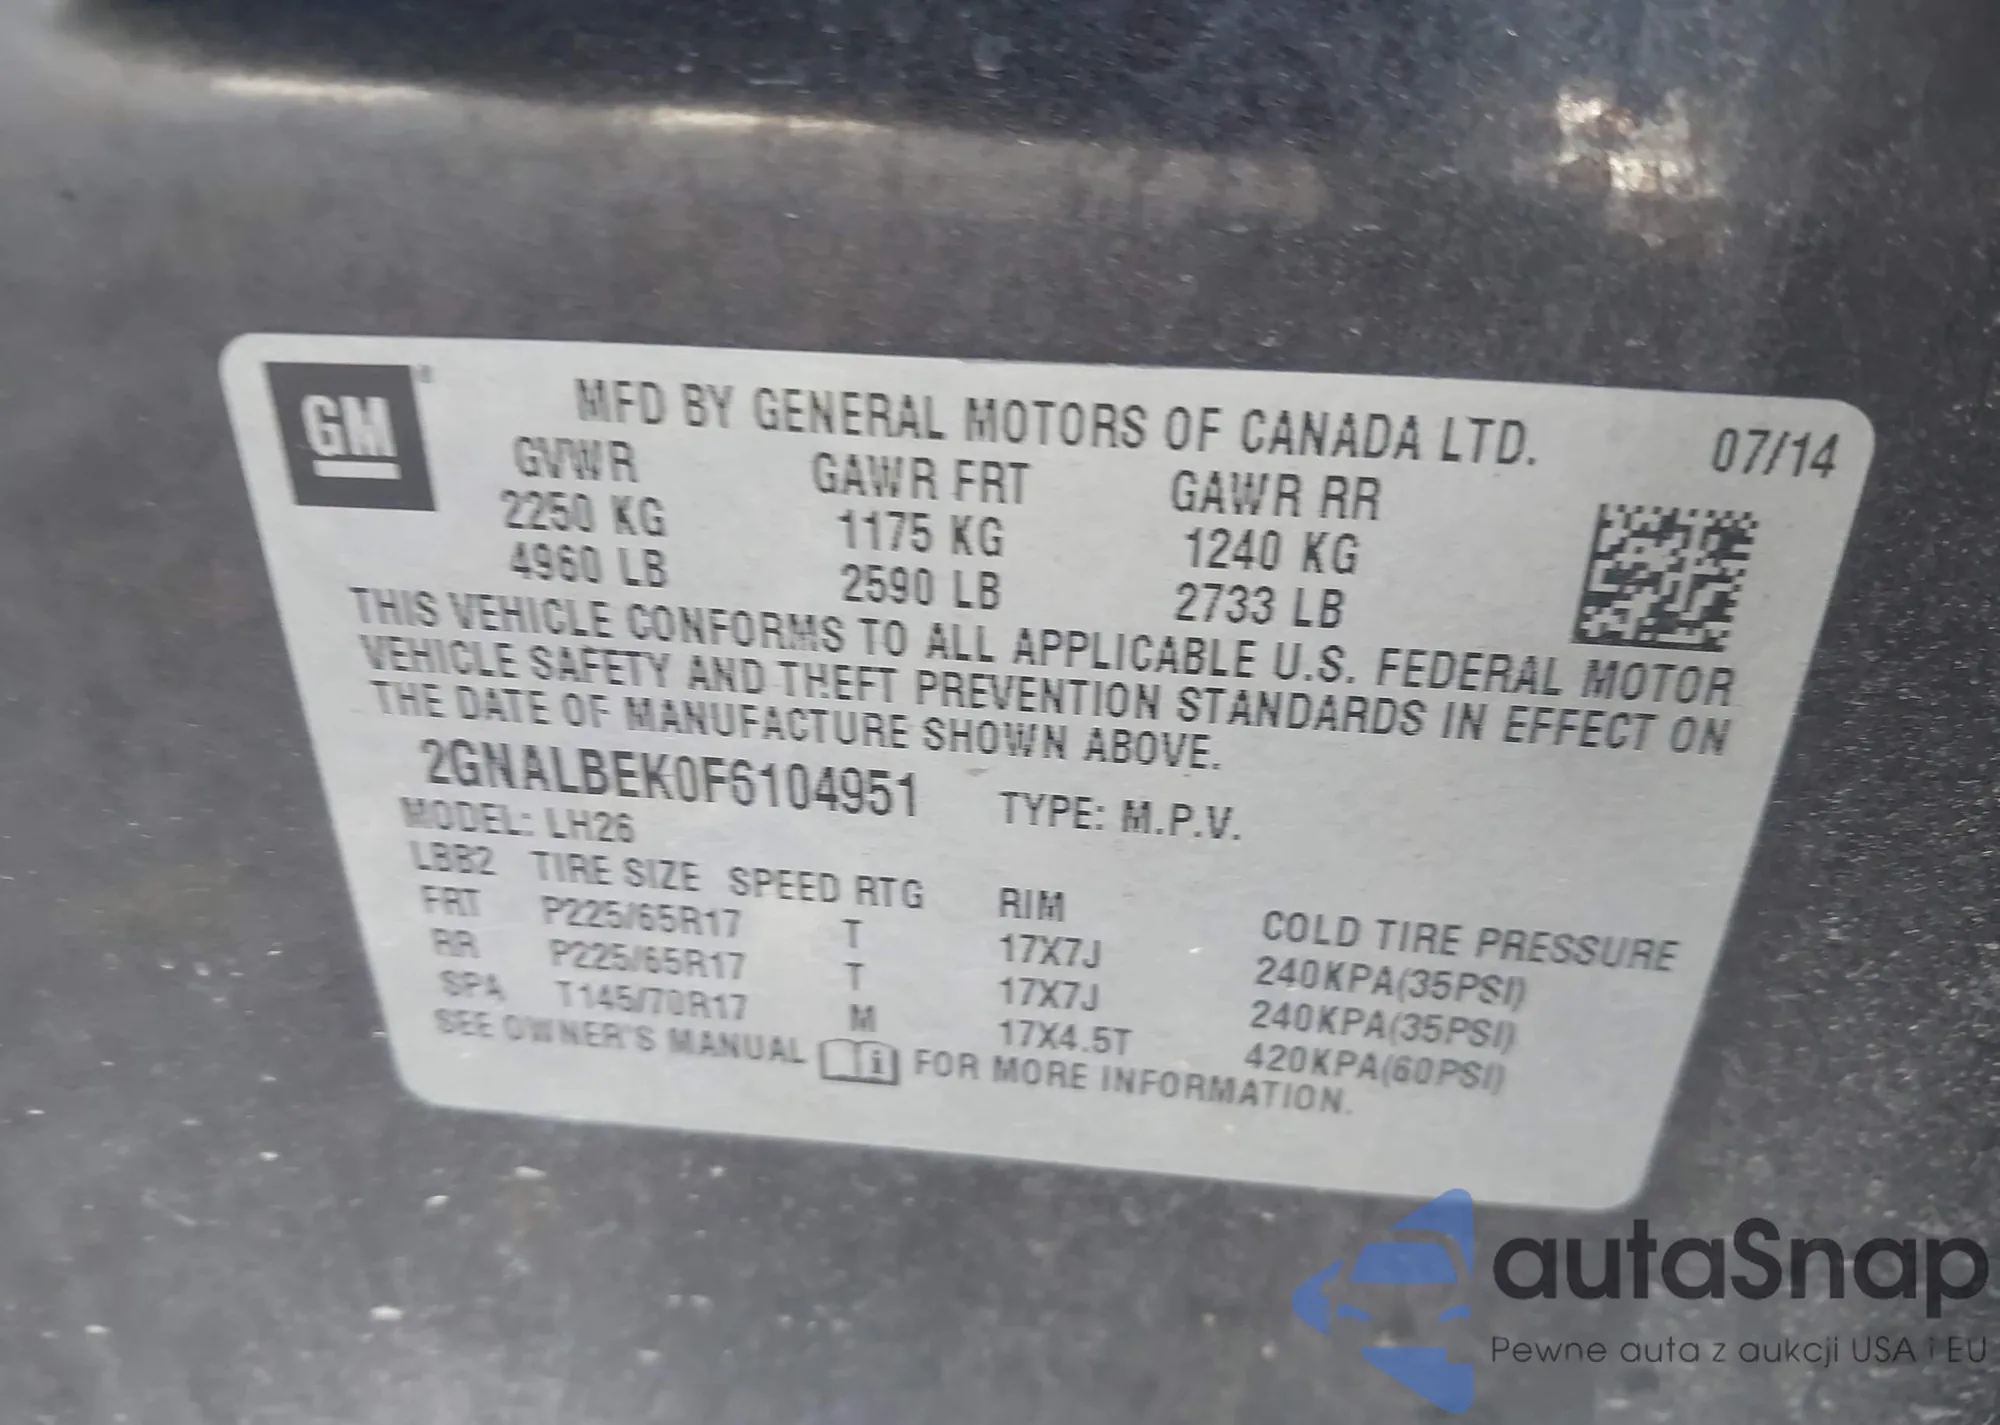 GM
MFD BY GENERAL MOTORS OF CANADA LTD. 07/14
GVWR GAWR FRT GAWR RR
2250 KG 1175 KG 1240 KG
4960 LB 2590 LB 2733 LB
THIS VEHICLE CONFORMS TO ALL APPLICABLE U.S. FEDERAL MOTOR
VEHICLE SAFETY AND THEFT PREVENTION STANDARDS IN EFFECT ON
THE DATE OF MANUFACTURE SHOWN ABOVE.
2GNALBEK0F6104951 TYPE: M.P.V.
MODEL: LH26
LBB2 TIRE SIZE SPEED RTG RIM COLD TIRE PRESSURE
FRT P225/65R17 T 17X7J 240KPA(35PSI)
RR P225/65R17 T 17X7J 240KPA(35PSI)
SPA T145/70R17 M 17X4.5T 420KPA(60PSI)
SEE OWNER'S MANUAL i FOR MORE INFORMATION.
autaSnap
Pewne auta z aukcji USA i EU